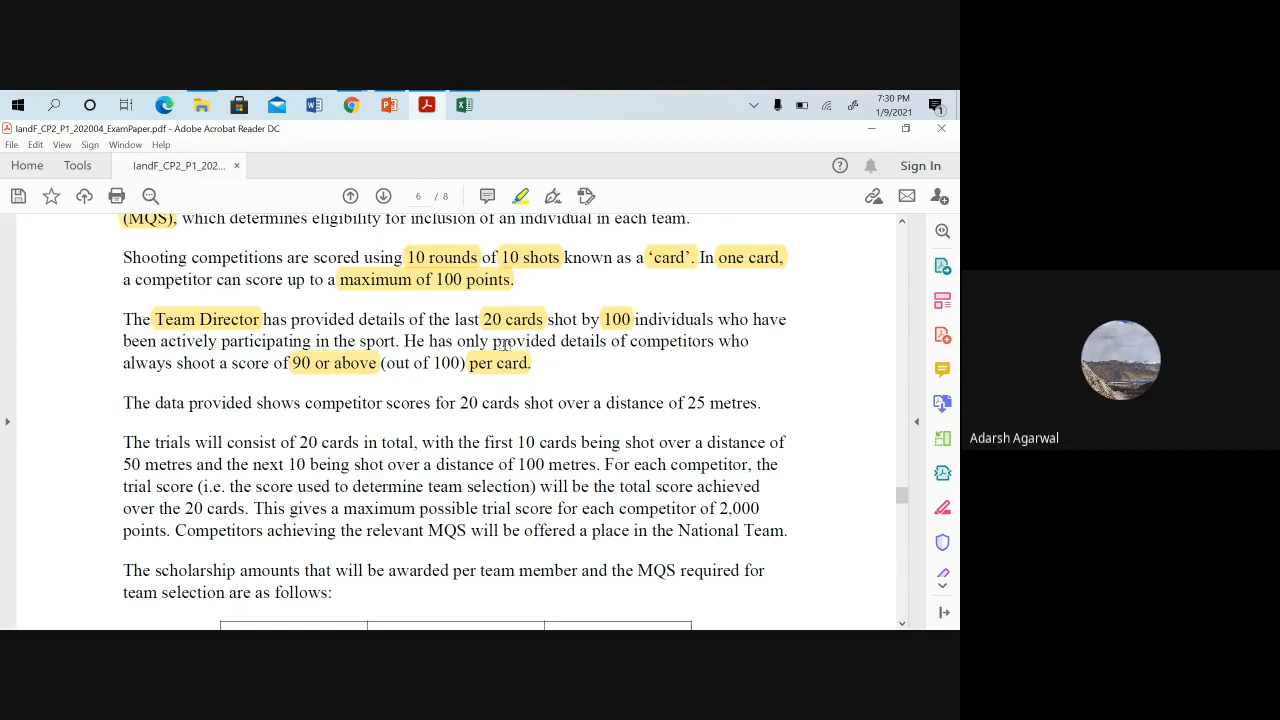 7:30 PM
1/9/2021
IandF_CP2_P1_202004_ExamPaper.pdf - Adobe Acrobat Reader DC
File Edit View Sign Window Help
Home Tools IandF_CP2_P1_202... × Sign In
6 / 8
(MQS), which determines eligibility for inclusion of an individual in each team.
Shooting competitions are scored using 10 rounds of 10 shots known as a ‘card’. In one card,
a competitor can score up to a maximum of 100 points.
The Team Director has provided details of the last 20 cards shot by 100 individuals who have
been actively participating in the sport. He has only provided details of competitors who
always shoot a score of 90 or above (out of 100) per card.
The data provided shows competitor scores for 20 cards shot over a distance of 25 metres.
The trials will consist of 20 cards in total, with the first 10 cards being shot over a distance of
50 metres and the next 10 being shot over a distance of 100 metres. For each competitor, the
trial score (i.e. the score used to determine team selection) will be the total score achieved
over the 20 cards. This gives a maximum possible trial score for each competitor of 2,000
points. Competitors achieving the relevant MQS will be offered a place in the National Team.
The scholarship amounts that will be awarded per team member and the MQS required for
team selection are as follows:
Adarsh Agarwal